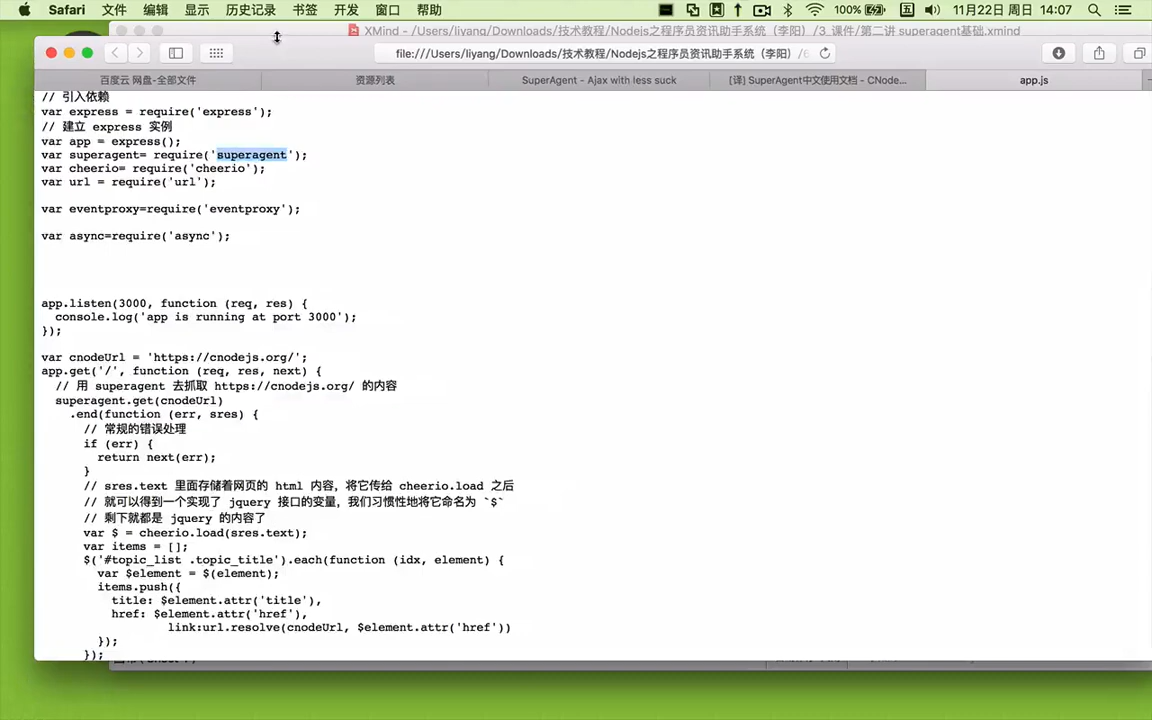 Safari 文件 编辑 显示 历史记录 书签 开发 窗口 帮助 100% 五 11月22日 周日 14:07
XMind - /Users/liyang/Downloads/技术教程/Nodejs之程序员资讯助手系统（李阳）/3_课件/第二讲 superagent基础.xmind
file:///Users/liyang/Downloads/技术教程/Nodejs之程序员资讯助手系统（李阳）/6
百度云 网盘-全部文件 资源列表 SuperAgent - Ajax with less suck [译] SuperAgent中文使用文档 - CNode... app.js
// 引入依赖
var express = require('express');
// 建立 express 实例
var app = express();
var superagent= require('superagent');
var cheerio= require('cheerio');
var url = require('url');
var eventproxy=require('eventproxy');
var async=require('async');
app.listen(3000, function (req, res) {
console.log('app is running at port 3000');
});
var cnodeUrl = 'https://cnodejs.org/';
app.get('/', function (req, res, next) {
// 用 superagent 去抓取 https://cnodejs.org/ 的内容
superagent.get(cnodeUrl)
.end(function (err, sres) {
// 常规的错误处理
if (err) {
return next(err);
}
// sres.text 里面存储着网页的 html 内容，将它传给 cheerio.load 之后
// 就可以得到一个实现了 jquery 接口的变量，我们习惯性地将它命名为 `$`
// 剩下就都是 jquery 的内容了
var $ = cheerio.load(sres.text);
var items = [];
$('#topic_list .topic_title').each(function (idx, element) {
var $element = $(element);
items.push({
title: $element.attr('title'),
href: $element.attr('href'),
link:url.resolve(cnodeUrl, $element.attr('href'))
});
});